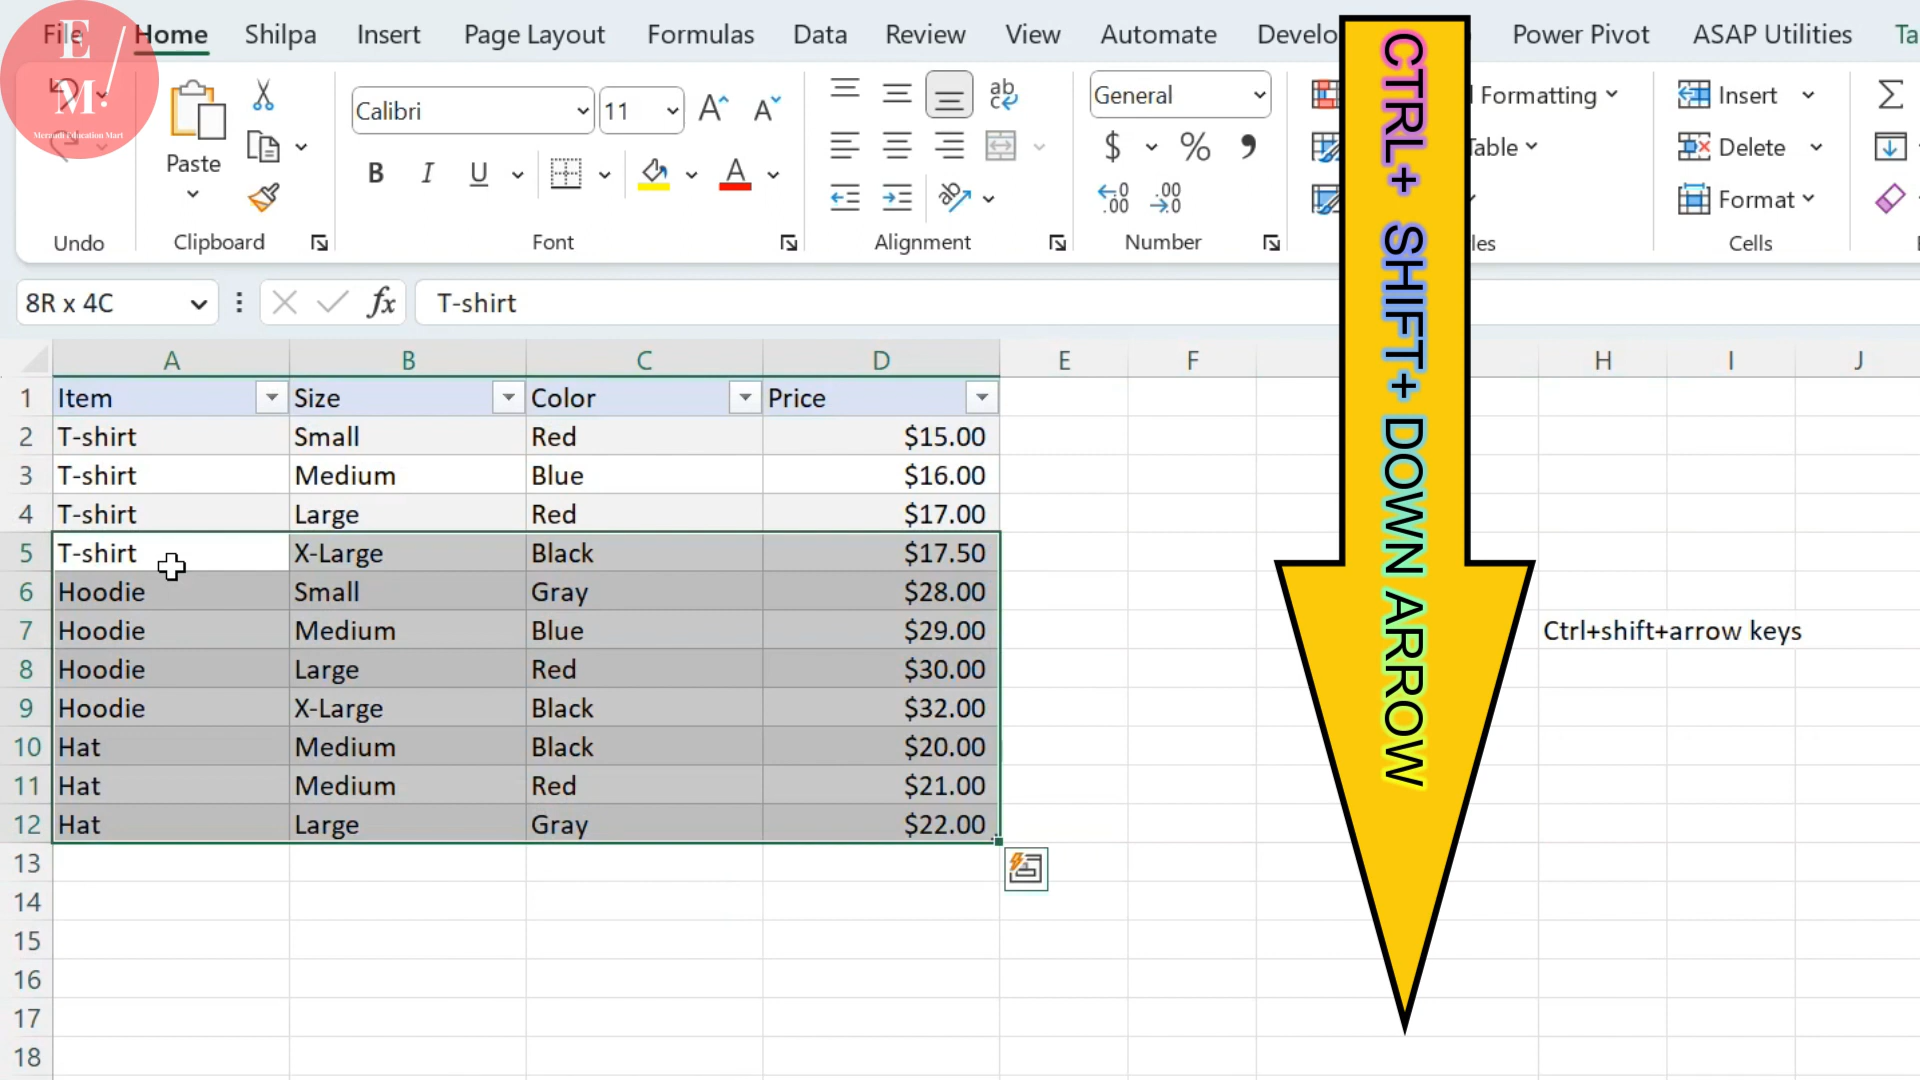 File Home Shilpa Insert Page Layout Formulas Data Review View Automate Develo Power Pivot ASAP Utilities Ta
E
M!
Merandi Education Mart
Paste
Calibri 11
General
Formatting
Table
Insert
Delete
Format
Undo Clipboard Font Alignment Number les Cells
8R x 4C fx T-shirt
A B C D E F H I J
1 Item Size Color Price
2 T-shirt Small Red $15.00
3 T-shirt Medium Blue $16.00
4 T-shirt Large Red $17.00
5 T-shirt X-Large Black $17.50
6 Hoodie Small Gray $28.00
7 Hoodie Medium Blue $29.00 Ctrl+shift+arrow keys
8 Hoodie Large Red $30.00
9 Hoodie X-Large Black $32.00
10 Hat Medium Black $20.00
11 Hat Medium Red $21.00
12 Hat Large Gray $22.00
13
14
15
16
17
18
CTRL+ SHIFT+ DOWN ARROW